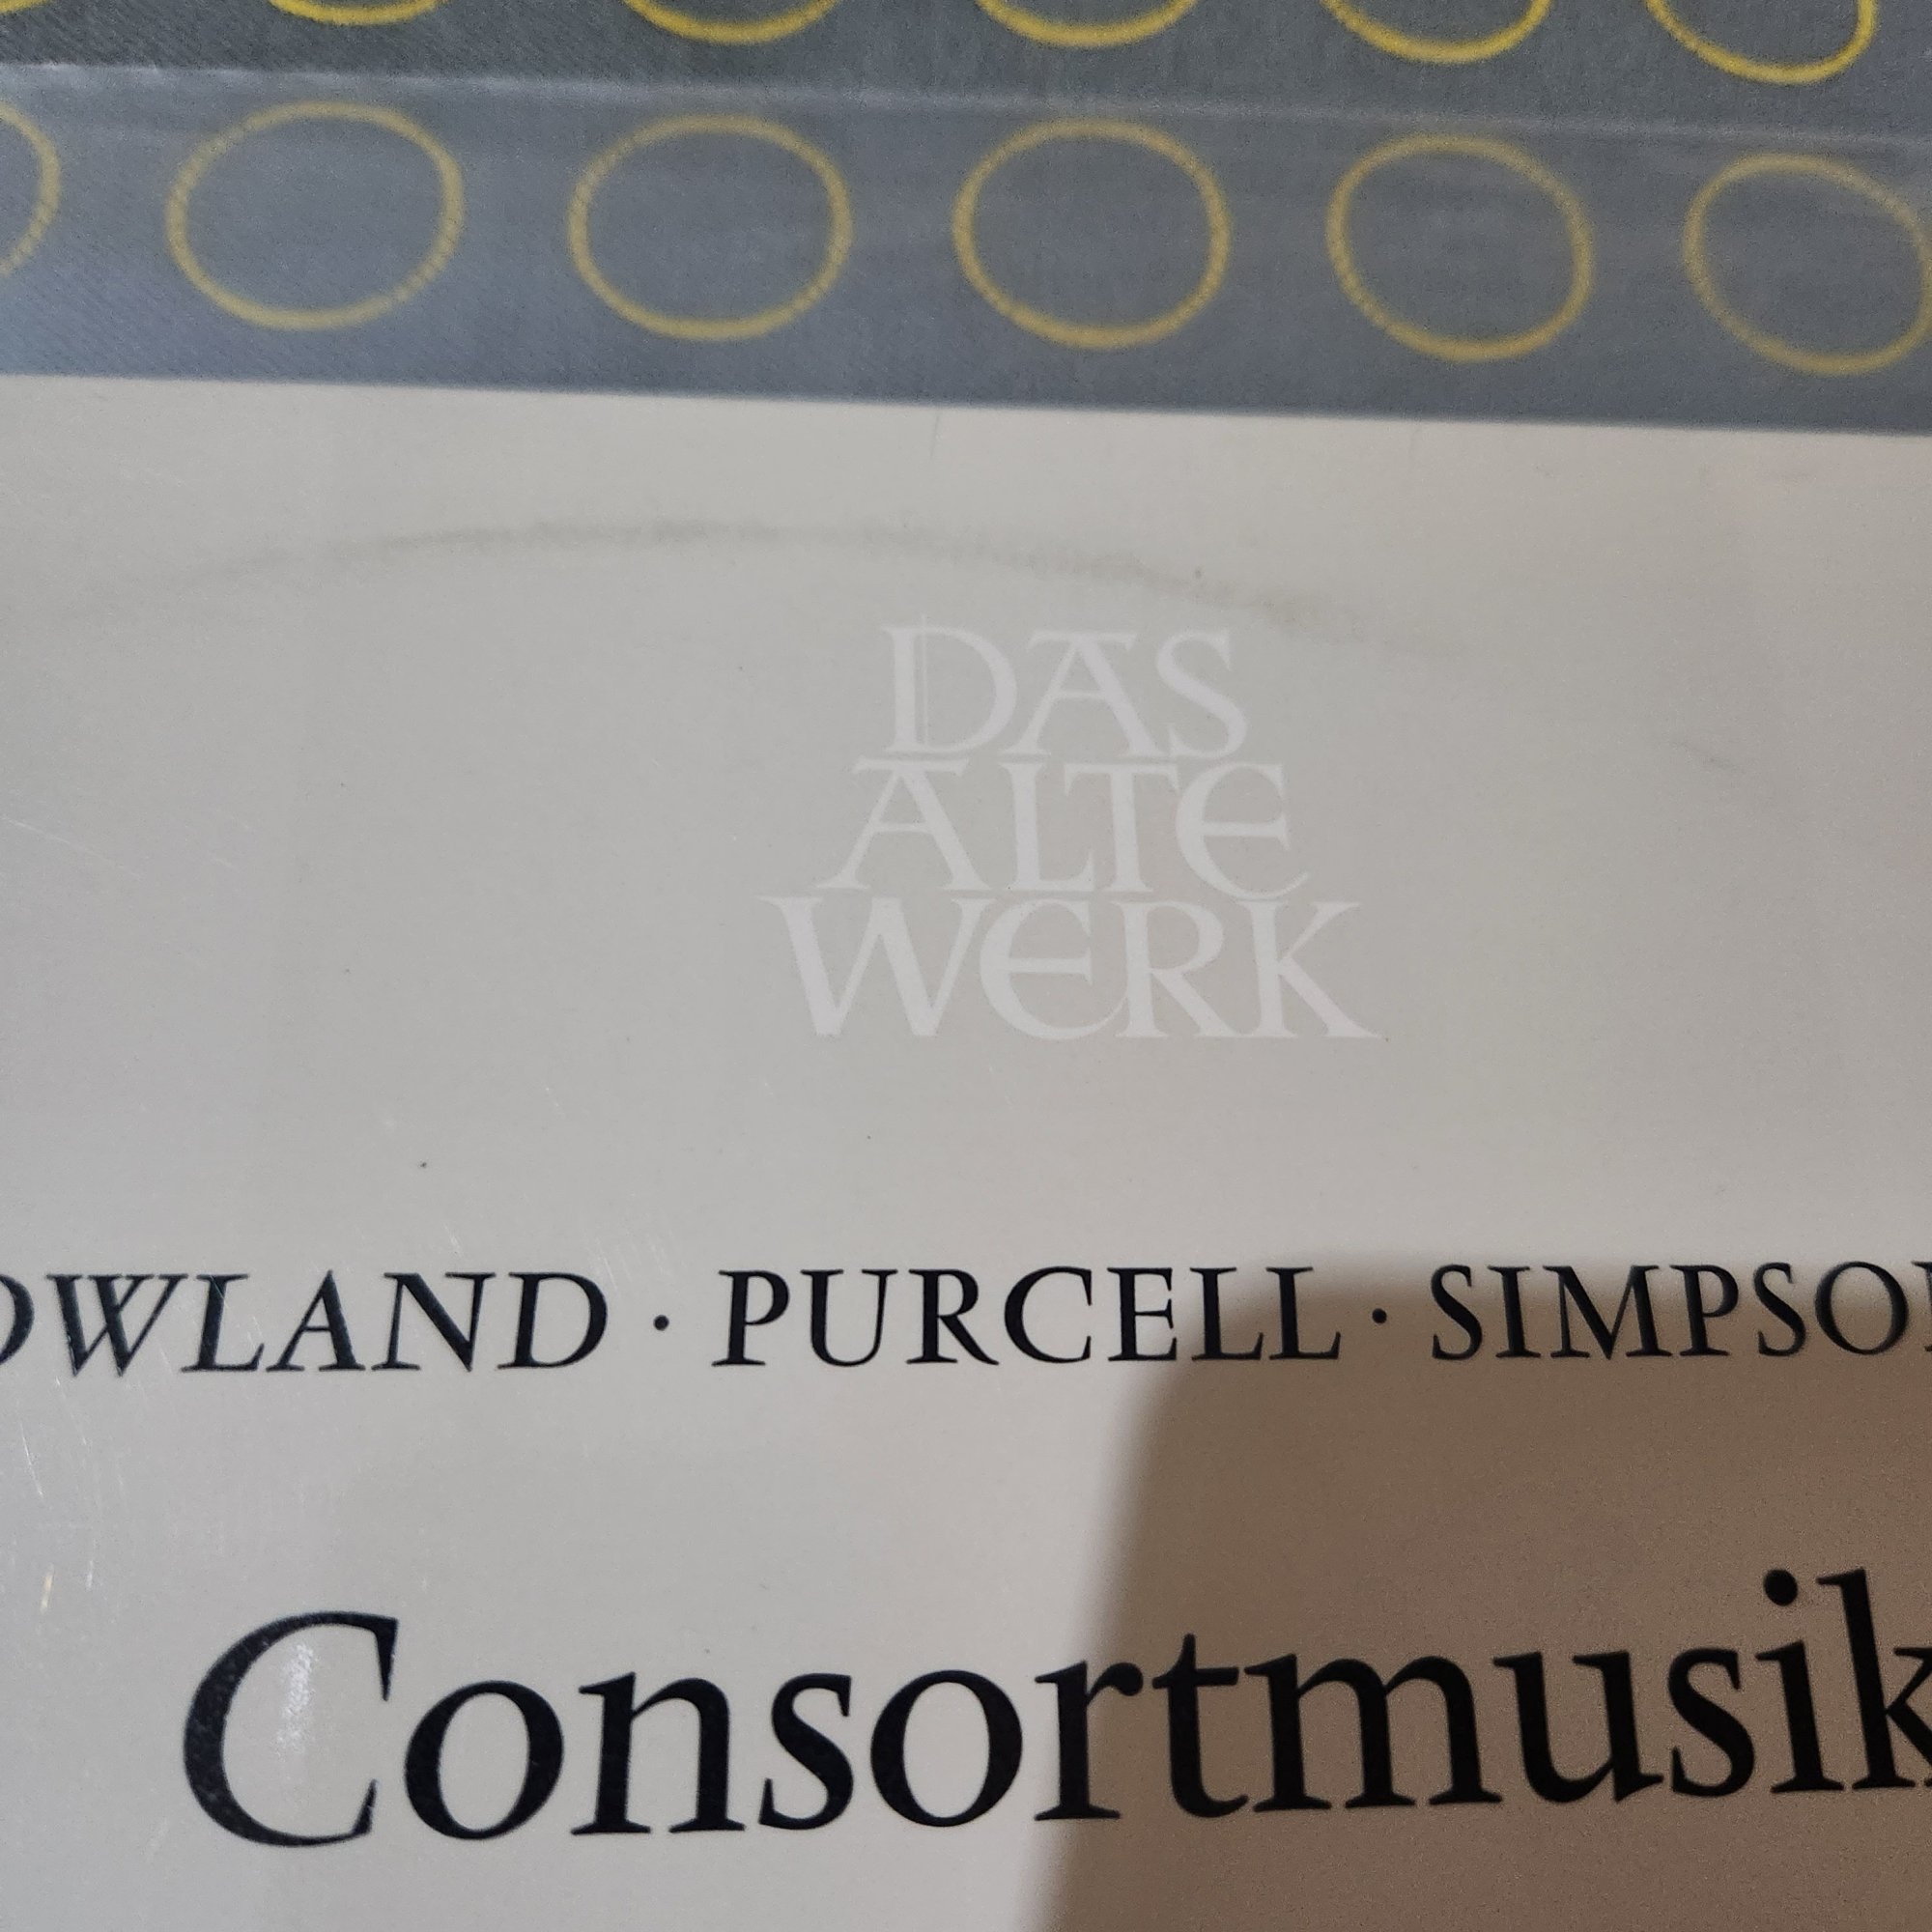 DAS
ALTE
WERK
OWLAND · PURCELL · SIMPSO
Consortmusik